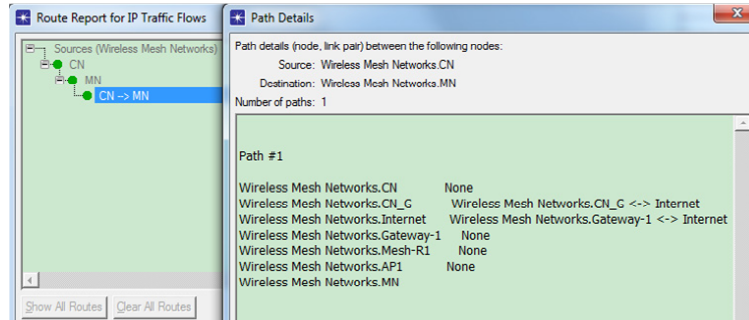 Route Report for IP Traffic Flows
Sources (Wireless Mesh Networks)
CN
MN
CN --> MN
Show All Routes
Clear All Routes
Path Details
X
Path details (node, link pair) between the following nodes:
Source: Wireless Mesh Networks.CN
Destination: Wireless Mesh Networks.MN
Number of paths: 1
Path #1
Wireless Mesh Networks.CN None
Wireless Mesh Networks.CN_G Wireless Mesh Networks.CN_G <-> Internet
Wireless Mesh Networks.Internet Wireless Mesh Networks.Gateway-1 <-> Internet
Wireless Mesh Networks.Gateway-1 None
Wireless Mesh Networks.Mesh-R1 None
Wireless Mesh Networks.AP1 None
Wireless Mesh Networks.MN